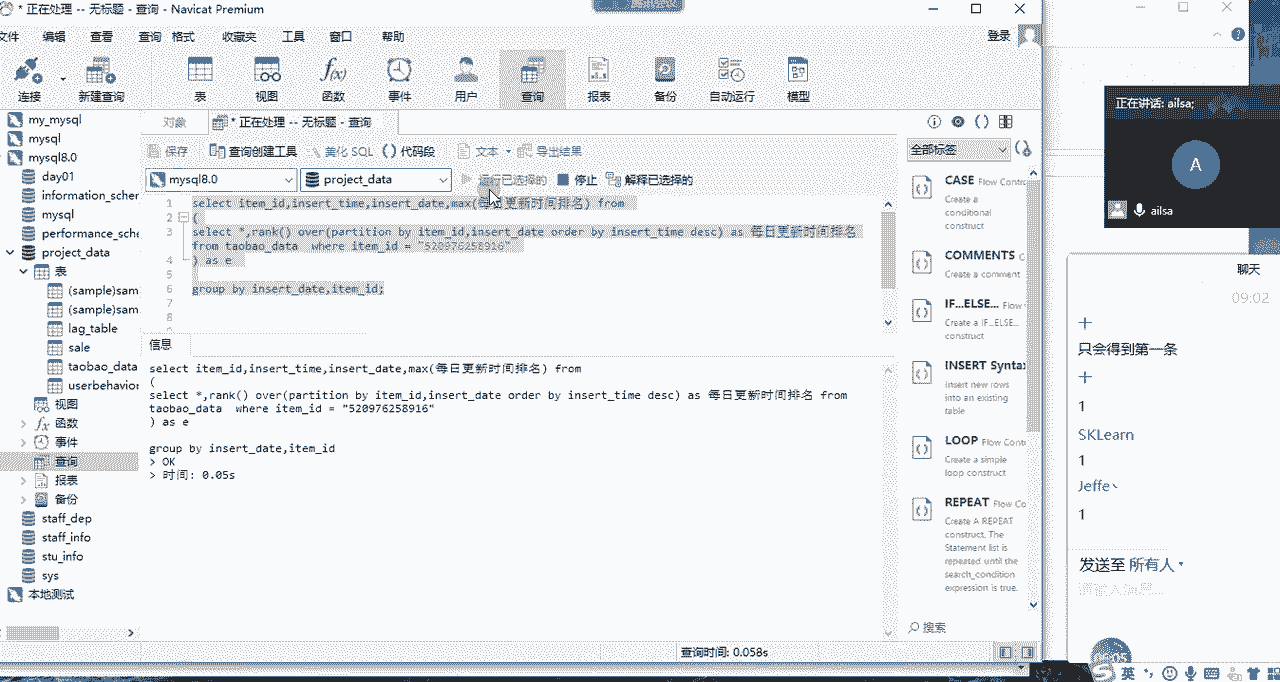 * 正在处理 -- 无标题 - 查询 - Navicat Premium
文件 编辑 查看 查询 格式 收藏夹 工具 窗口 帮助 登录
连接 新建查询 表 视图 函数 事件 用户 查询 报表 备份 自动运行 模型
my_mysql
mysql
mysql8.0
day01
information_scher
mysql
performance_sche
project_data
表
(sample)sam
(sample)sam
lag_table
sale
taobao_data
userbehavior
视图
函数
事件
查询
报表
备份
staff_dep
staff_info
stu_info
sys
本地测试
对象 * 正在处理 -- 无标题 - 查询
保存 查询创建工具 美化 SQL () 代码段 文本 导出结果
mysql8.0 project_data 运行已选择的 停止 解释已选择的
1 select item_id,insert_time,insert_date,max(每日更新时间排名) from
2 (
3 select *,rank() over(partition by item_id,insert_date order by insert_time desc) as 每日更新时间排名
from taobao_data where item_id = "520976258916"
4 ) as e
5
6 group by insert_date,item_id;
7
8
信息
select item_id,insert_time,insert_date,max(每日更新时间排名) from
(
select *,rank() over(partition by item_id,insert_date order by insert_time desc) as 每日更新时间排名 from
taobao_data where item_id = "520976258916"
) as e
group by insert_date,item_id
> OK
> 时间: 0.05s
查询时间: 0.058s
全部标签
CASE Flow Contr
Create a
conditional
construct
COMMENTS C
Create a comment
IF...ELSE... Flow
Create a IF...ELSE...
construct
INSERT Syntax
Insert new rows
into an existing
table
LOOP Flow Contr
Create a simple
loop construct
REPEAT Flow Co
Create A REPEAT
construct. The
Statement list is
repeated until the
search_condition
expression is true.
搜索
正在讲话: ailsa;
A
ailsa
聊天
09:02
只会得到第一条
1
SKLearn
1
Jeffe丶
1
发送至 所有人
请输入消息...
英